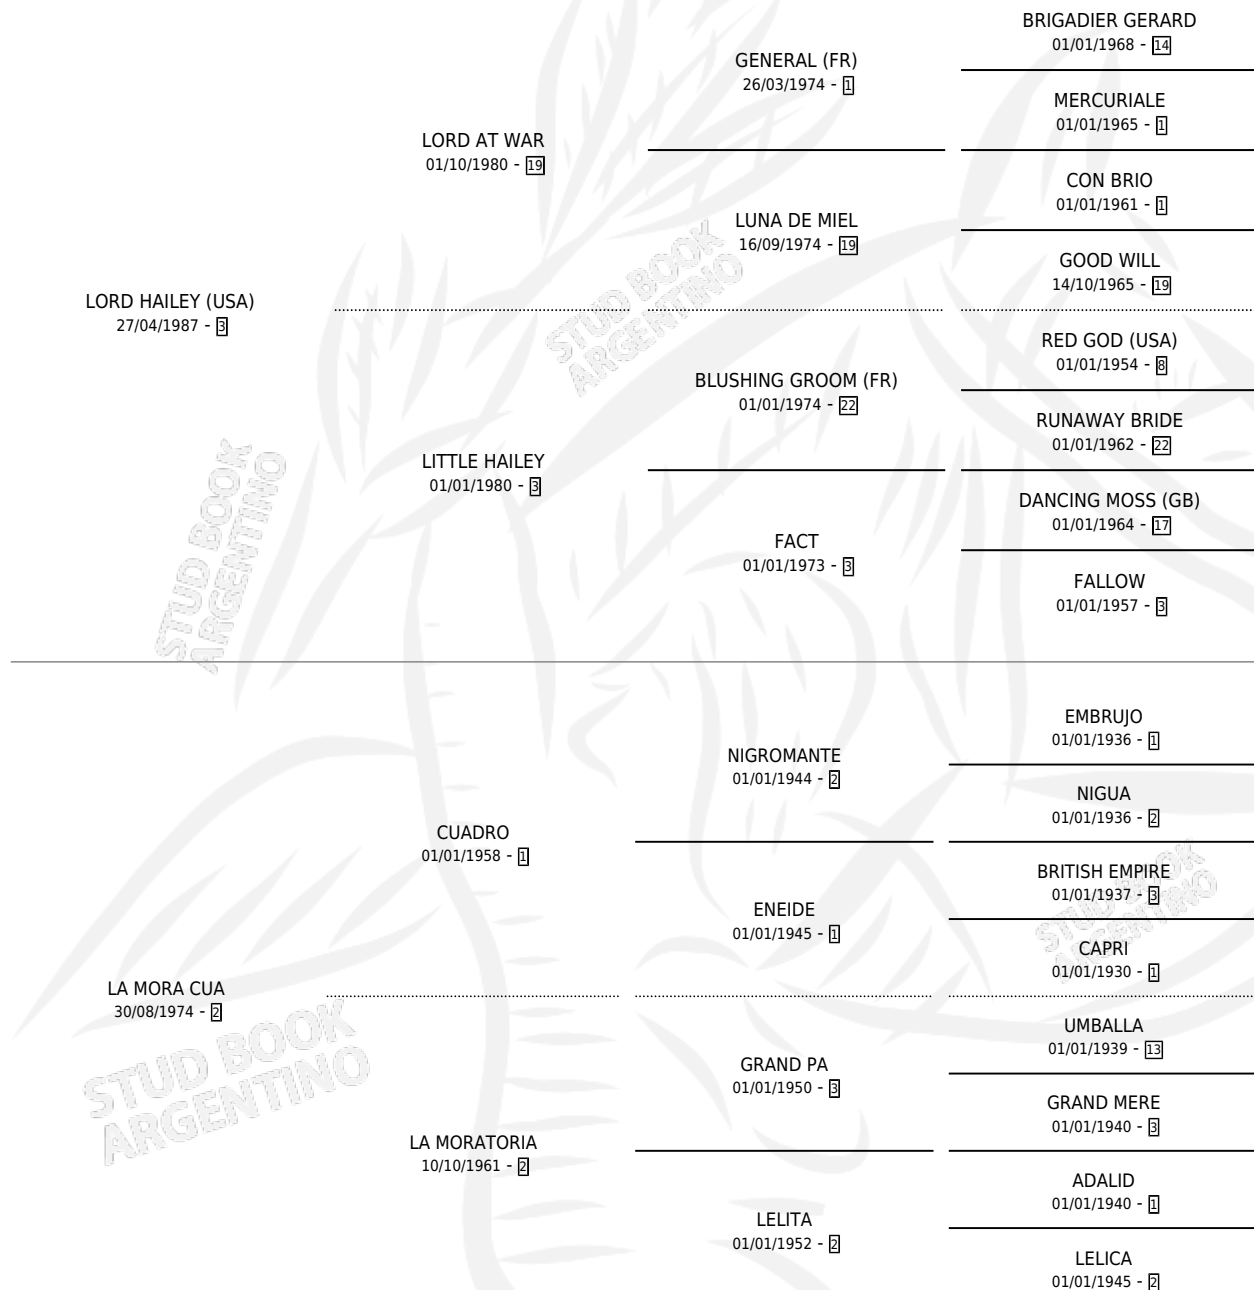 BRIGADIER GERARD
01/01/1968 - 14
GENERAL (FR)
26/03/1974 - 1
MERCURIALE
01/01/1965 - 1
LORD AT WAR
01/10/1980 - 19
CON BRIO
01/01/1961 - 1
LUNA DE MIEL
16/09/1974 - 19
GOOD WILL
14/10/1965 - 19
LORD HAILEY (USA)
27/04/1987 - 3
RED GOD (USA)
01/01/1954 - 8
BLUSHING GROOM (FR)
01/01/1974 - 22
RUNAWAY BRIDE
01/01/1962 - 22
LITTLE HAILEY
01/01/1980 - 3
DANCING MOSS (GB)
01/01/1964 - 17
FACT
01/01/1973 - 3
FALLOW
01/01/1957 - 3
EMBRUJO
01/01/1936 - 1
NIGROMANTE
01/01/1944 - 2
NIGUA
01/01/1936 - 2
CUADRO
01/01/1958 - 1
BRITISH EMPIRE
01/01/1937 - 3
ENEIDE
01/01/1945 - 1
CAPRI
01/01/1930 - 1
LA MORA CUA
30/08/1974 - 2
UMBALLA
01/01/1939 - 13
GRAND PA
01/01/1950 - 3
GRAND MERE
01/01/1940 - 3
LA MORATORIA
10/10/1961 - 2
ADALID
01/01/1940 - 1
LELITA
01/01/1952 - 2
LELICA
01/01/1945 - 2
STUD BOOK
ARGENTINO
STUD BOOK
ARGENTINO
STUD BOOK
ARGENTINO
STUD BOOK
ARGENTINO